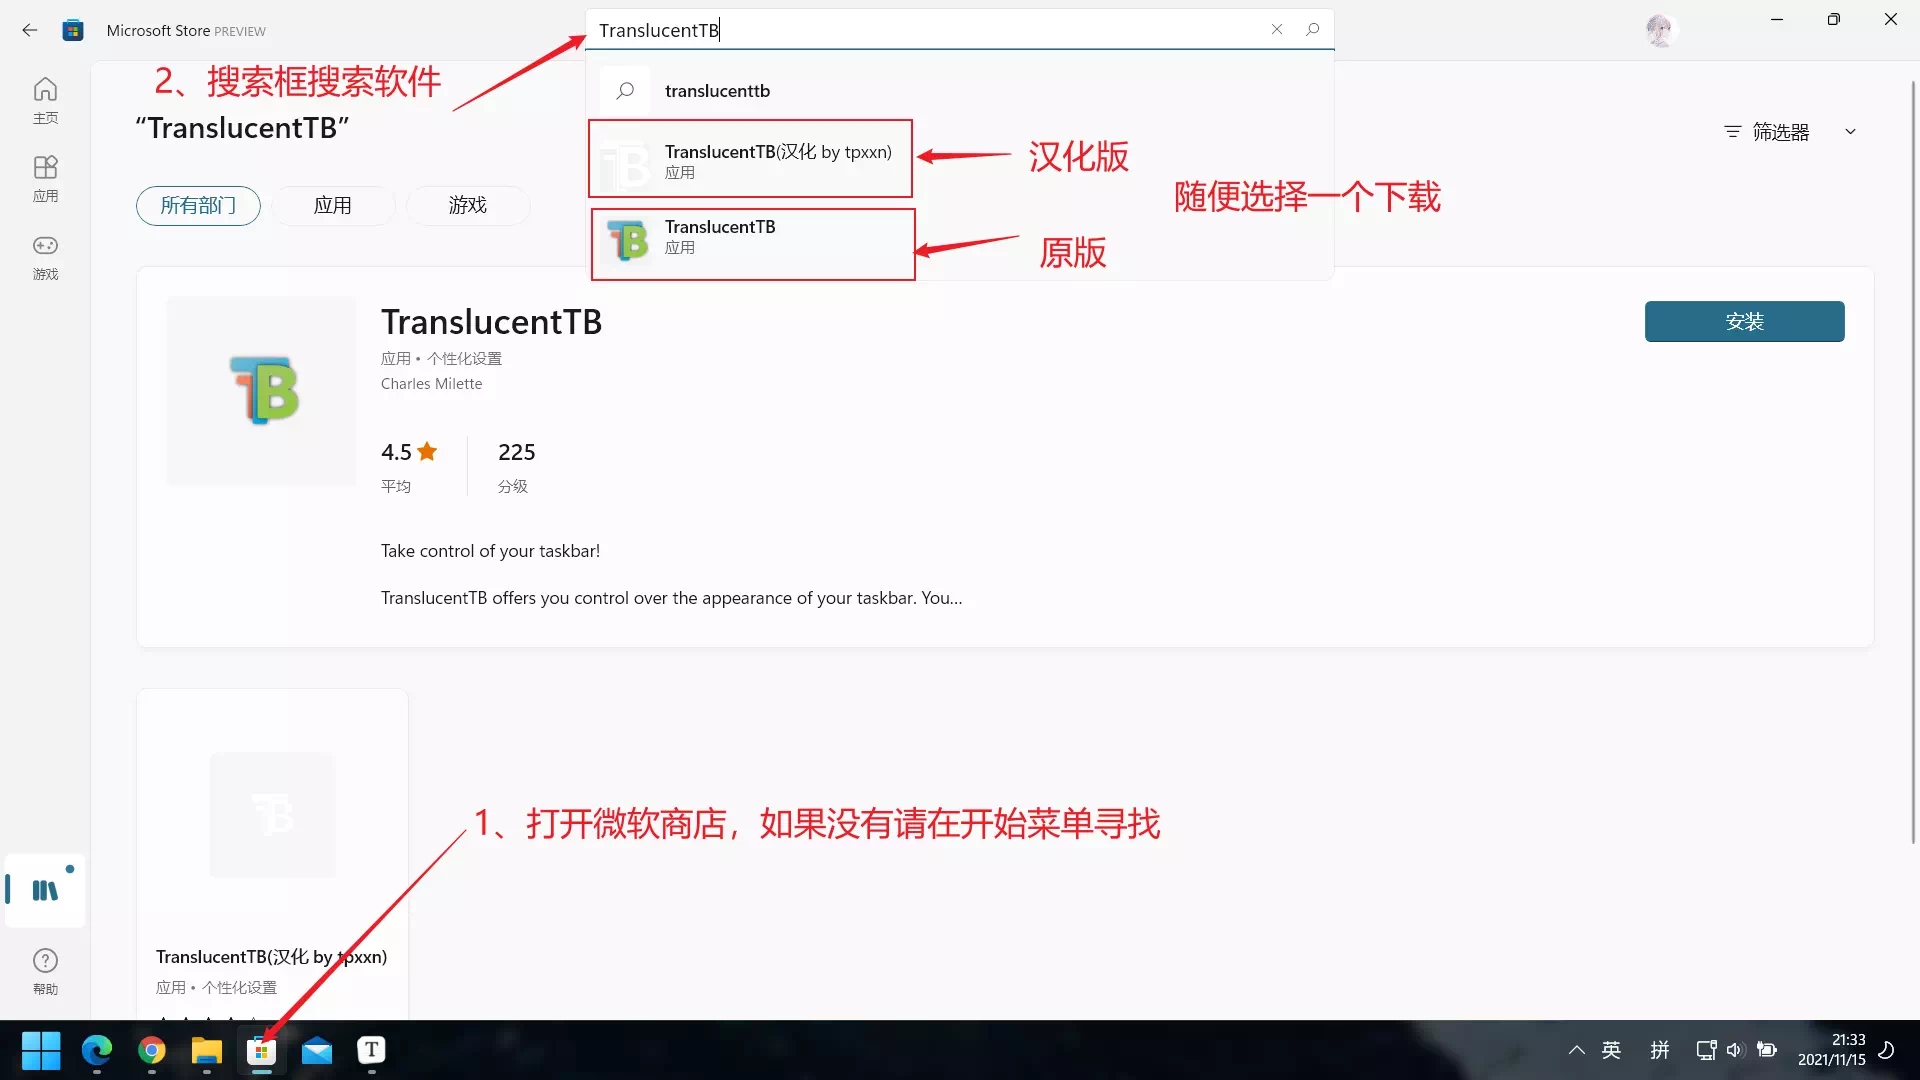 Microsoft Store PREVIEW
TranslucentTB
2、搜索框搜索软件
主页
应用
游戏
帮助
“TranslucentTB”
筛选器
所有部门
应用
游戏
translucenttb
TranslucentTB(汉化 by tpxxn)
应用
汉化版
随便选择一个下载
TranslucentTB
应用
原版
TranslucentTB
应用 • 个性化设置
Charles Milette
安装
4.5
225
平均
分级
Take control of your taskbar!
TranslucentTB offers you control over the appearance of your taskbar. You...
1、打开微软商店，如果没有请在开始菜单寻找
TB
TranslucentTB(汉化 by tpxxn)
应用 • 个性化设置
T
英
拼
21:33
2021/11/15